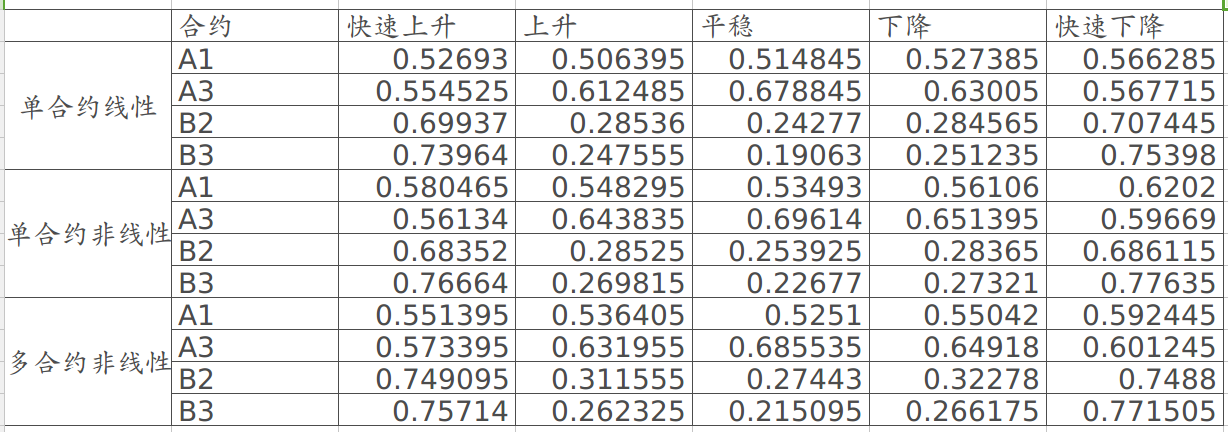 合约 快速上升 上升 平稳 下降 快速下降
单合约线性
A1 0.52693 0.506395 0.514845 0.527385 0.566285
A3 0.554525 0.612485 0.678845 0.63005 0.567715
B2 0.69937 0.28536 0.24277 0.284565 0.707445
B3 0.73964 0.247555 0.19063 0.251235 0.75398
单合约非线性
A1 0.580465 0.548295 0.53493 0.56106 0.6202
A3 0.56134 0.643835 0.69614 0.651395 0.59669
B2 0.68352 0.28525 0.253925 0.28365 0.686115
B3 0.76664 0.269815 0.22677 0.27321 0.77635
多合约非线性
A1 0.551395 0.536405 0.5251 0.55042 0.592445
A3 0.573395 0.631955 0.685535 0.64918 0.601245
B2 0.749095 0.311555 0.27443 0.32278 0.7488
B3 0.75714 0.262325 0.215095 0.266175 0.771505